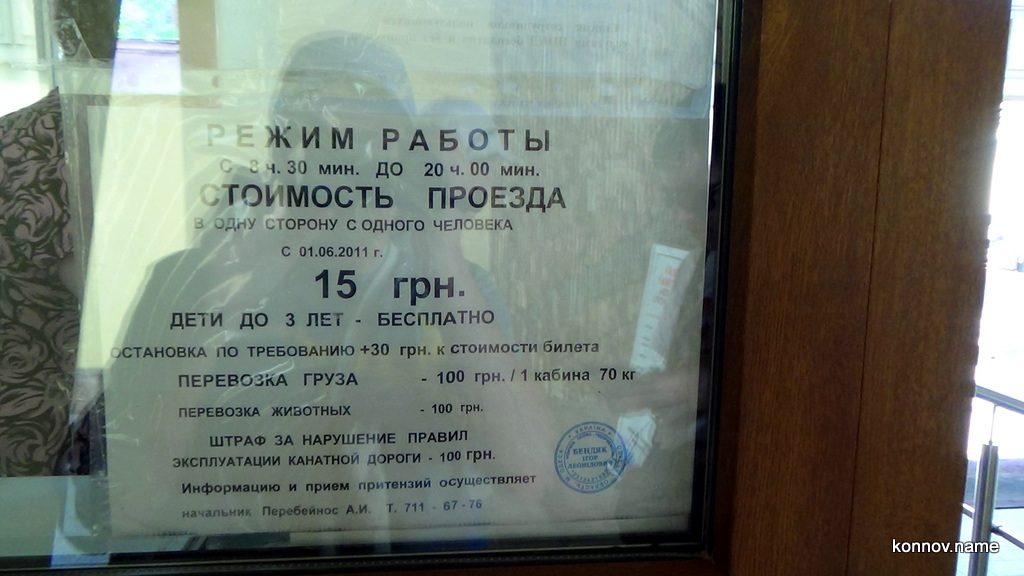 РЕЖИМ РАБОТЫ
С 8 ч. 30 мин. ДО 20 ч. 00 мин.
СТОИМОСТЬ ПРОЕЗДА
В ОДНУ СТОРОНУ С ОДНОГО ЧЕЛОВЕКА
С 01.06.2011 г.
15 грн.
ДЕТИ ДО 3 ЛЕТ - БЕСПЛАТНО
ОСТАНОВКА ПО ТРЕБОВАНИЮ +30 грн. к стоимости билета
ПЕРЕВОЗКА ГРУЗА - 100 грн. / 1 кабина 70 кг
ПЕРЕВОЗКА ЖИВОТНЫХ - 100 грн.
ШТРАФ ЗА НАРУШЕНИЕ ПРАВИЛ
ЭКСПЛУАТАЦИИ КАНАТНОЙ ДОРОГИ - 100 грн.
Информацию и прием притензий осуществляет
начальник Перебейнос А.И. Т. 711 - 67 - 76
УКРАЇНА
БЕНДЯК
ІГОР
ЛЕОНІДОВИЧ
konnov.name